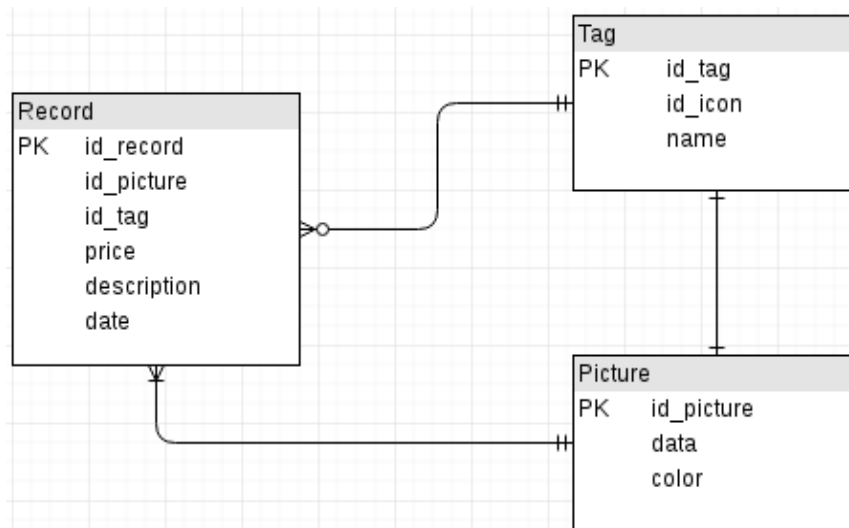 Record
PK id_record
id_picture
id_tag
price
description
date
Tag
PK id_tag
id_icon
name
Picture
PK id_picture
data
color